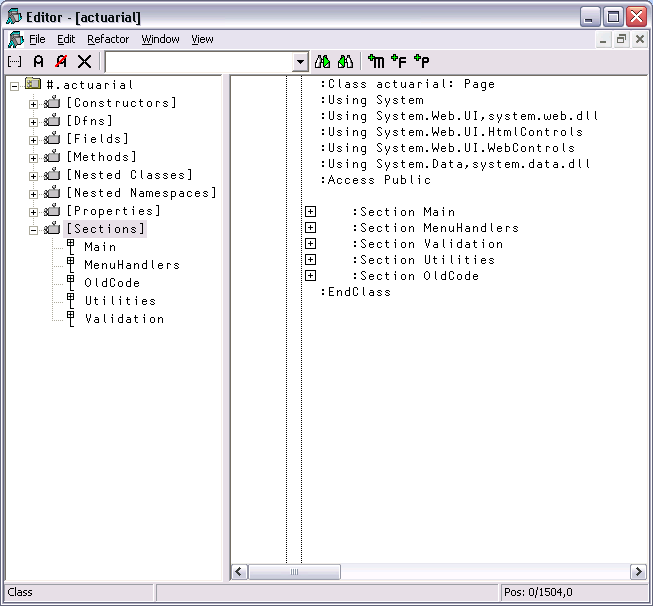 Editor - [actuarial]
File Edit Refactor Window View
A A M F P
#.actuarial
[Constructors]
[Dfns]
[Fields]
[Methods]
[Nested Classes]
[Nested Namespaces]
[Properties]
[Sections]
Main
MenuHandlers
OldCode
Utilities
Validation
:Class actuarial: Page
:Using System
:Using System.Web.UI,system.web.dll
:Using System.Web.UI.HtmlControls
:Using System.Web.UI.WebControls
:Using System.Data,system.data.dll
:Access Public
:Section Main
:Section MenuHandlers
:Section Validation
:Section Utilities
:Section OldCode
:EndClass
Class
Pos: 0/1504,0